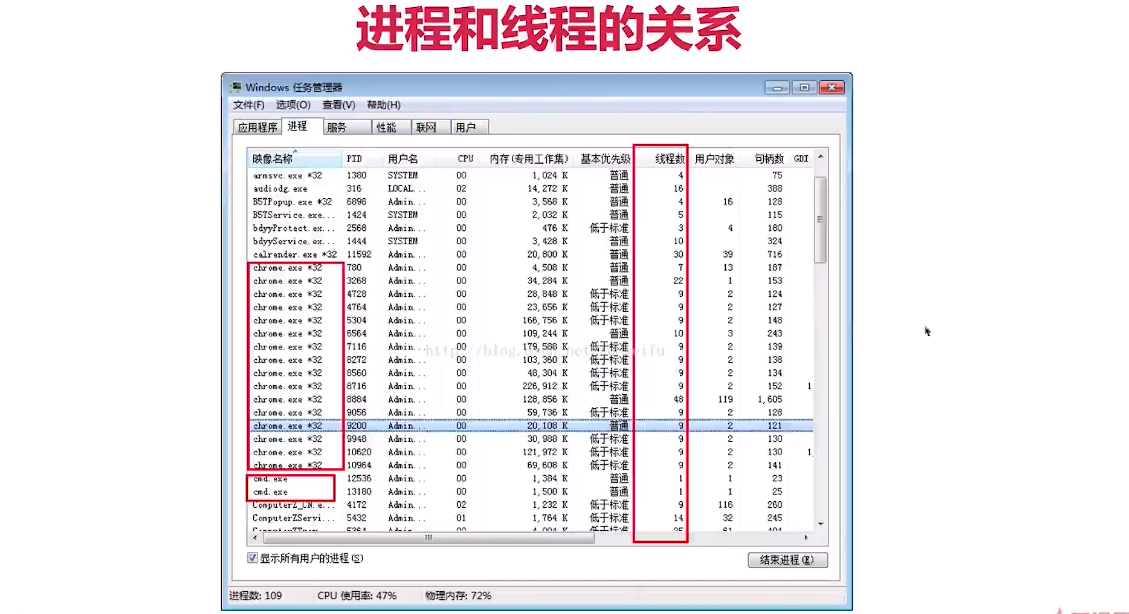 进程和线程的关系
Windows 任务管理器
文件(F) 选项(O) 查看(V) 帮助(H)
应用程序 进程 服务 性能 联网 用户
映像名称 PID 用户名 CPU 内存(专用工作集) 基本优先级 线程数 用户对象 句柄数 GDI
armsvc.exe *32 1380 SYSTEM 00 1,024 K 普通 4 75
audiodg.exe 316 LOCAL... 02 14,272 K 普通 16 388
BSTPopup.exe *32 6896 Admin... 00 3,568 K 普通 4 16 128
BSTService.exe... 1424 SYSTEM 00 2,032 K 普通 5 115
bdyyProtect.ex... 2568 Admin... 00 476 K 低于标准 3 4 180
bdyyService.ex... 1444 SYSTEM 00 3,428 K 普通 10 324
calrender.exe *32 11592 Admin... 00 20,800 K 普通 30 39 716
chrome.exe *32 780 Admin... 00 4,508 K 普通 7 13 187
chrome.exe *32 3268 Admin... 00 34,284 K 普通 22 1 153
chrome.exe *32 4728 Admin... 00 28,848 K 低于标准 9 2 124
chrome.exe *32 4764 Admin... 00 23,656 K 低于标准 9 2 127
chrome.exe *32 5304 Admin... 00 166,756 K 低于标准 9 2 148
chrome.exe *32 6564 Admin... 00 109,244 K 普通 10 2 243
chrome.exe *32 7116 Admin... 00 179,588 K 低于标准 9 2 139
chrome.exe *32 8272 Admin... 00 103,360 K 低于标准 9 2 138
chrome.exe *32 8560 Admin... 00 48,304 K 低于标准 9 2 134
chrome.exe *32 8716 Admin... 00 226,912 K 低于标准 9 2 152 1,
chrome.exe *32 8884 Admin... 00 128,856 K 普通 48 119 1,605
chrome.exe *32 9056 Admin... 00 59,736 K 低于标准 9 2 128
chrome.exe *32 9200 Admin... 00 20,108 K 普通 9 2 121
chrome.exe *32 9948 Admin... 00 30,988 K 低于标准 9 2 130
chrome.exe *32 10620 Admin... 00 121,972 K 低于标准 9 2 130 1,
chrome.exe *32 10964 Admin... 00 69,608 K 低于标准 9 2 141
cmd.exe 12536 Admin... 00 1,384 K 普通 1 1 23
cmd.exe 13180 Admin... 00 1,500 K 普通 1 1 25
ComputerZ_CN.e... 4172 Admin... 02 1,232 K 低于标准 9 116 260
ComputerZServi... 5432 Admin... 01 1,764 K 低于标准 14 32 245
显示所有用户的进程(S) 结束进程(E)
进程数: 109 CPU 使用率: 47% 物理内存: 72%